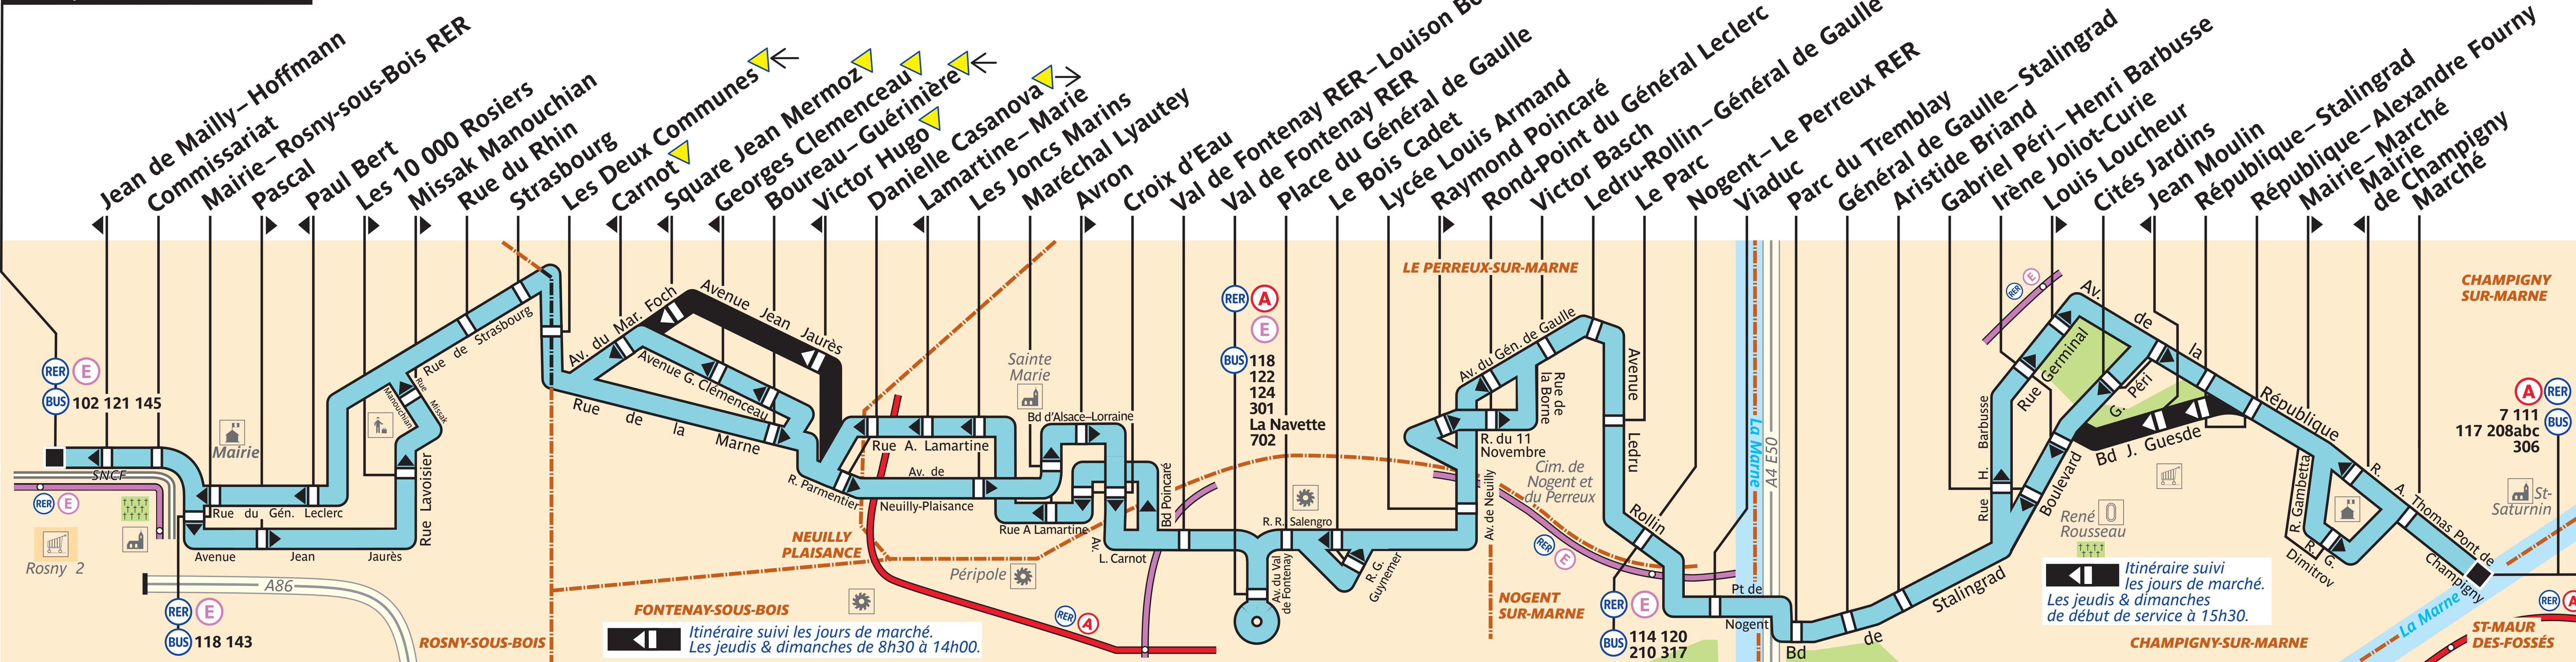 Jean de Mailly – Hoffmann
Commissariat
Mairie – Rosny-sous-Bois RER
Pascal
Paul Bert
Les 10 000 Rosiers
Missak Manouchian
Rue du Rhin
Strasbourg
Les Deux Communes
Carnot
Square Jean Mermoz
Georges Clemenceau
Boureau – Guérinière
Victor Hugo
Danielle Casanova
Lamartine – Marie
Les Joncs Marins
Maréchal Lyautey
Avron
Croix d'Eau
Val de Fontenay RER – Louison
Val de Fontenay RER
Place du Général de Gaulle
Le Bois Cadet
Lycée Louis Armand
Raymond Poincaré
Rond-Point du Général Leclerc
Victor Basch
Ledru-Rollin – Général de Gaulle
Le Parc
Nogent – Le Perreux RER
Viaduc
Parc du Tremblay
Général de Gaulle – Stalingrad
Aristide Briand
Gabriel Péri – Henri Barbusse
Irène Joliot-Curie
Louis Loucheur
Cités Jardins
Jean Moulin
République – Stalingrad
République – Alexandre Fourny
Mairie – Marché
Mairie
de Champigny
Marché
RER E
BUS 102 121 145
SNCF
RER E
Rosny 2
Mairie
Rue du Gén. Leclerc
Avenue Jean Jaurès
Rue Lavoisier
Rue Missak
Manouchian
Rue de Strasbourg
A86
RER E
BUS 118 143
ROSNY-SOUS-BOIS
Av. du Mar. Foch
Avenue Jean Jaurès
Avenue G. Clémenceau
Rue de la Marne
R. Parmentier
FONTENAY-SOUS-BOIS
Itinéraire suivi les jours de marché.
Les jeudis & dimanches de 8h30 à 14h00.
NEUILLY
PLAISANCE
Rue A. Lamartine
Av. de
Neuilly-Plaisance
Rue A Lamartine
Sainte
Marie
Bd d'Alsace–Lorraine
Av.
L. Carnot
Bd Poincaré
Péripole
RER A
RER A
E
BUS 118
122
124
301
La Navette
702
Av. du Val
de Fontenay
R. R. Salengro
R. G.
Guynemer
LE PERREUX-SUR-MARNE
Av. du Gén. de Gaulle
Rue de
la Borne
R. du 11
Novembre
Av. de Neuilly
Cim. de
Nogent et
du Perreux
RER E
NOGENT
SUR-MARNE
Avenue
Ledru
Rollin
RER E
BUS 114 120
210 317
Pt de
Nogent
La Marne
A4 E50
Bd
de
Stalingrad
Boulevard
Rue H. Barbusse
Rue Germinal
RER E
Av.
de
la
République
G. Péri
Bd J. Guesde
René
Rousseau
Itinéraire suivi
les jours de marché.
Les jeudis & dimanches
de début de service à 15h30.
CHAMPIGNY-SUR-MARNE
CHAMPIGNY
SUR-MARNE
R. Gambetta
R. G.
Dimitrov
R.
A. Thomas
Pont de
Champigny
A RER
7 111 BUS
117 208abc
306
St-
Saturnin
La Marne
RER A
ST-MAUR
DES-FOSSÉS